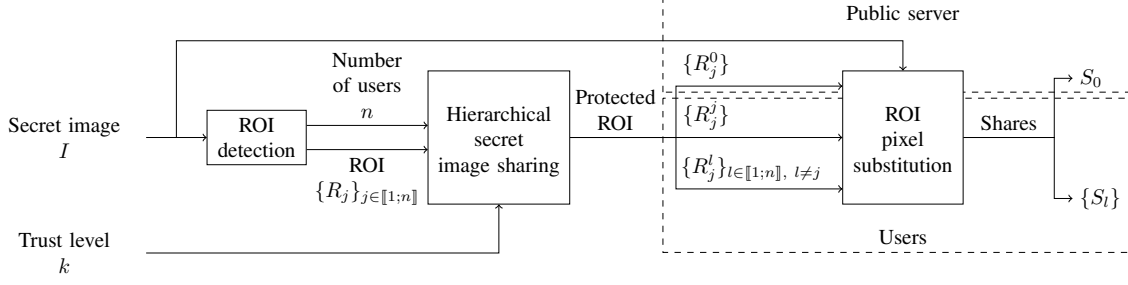 Public server
Number
of users
n
{R_j^0}
S_0
Secret image
I
ROI
detection
Hierarchical
secret
image sharing
Protected
ROI
{R_j^j}
ROI
pixel
substitution
Shares
ROI
{R_j}_{j∈⟦1;n⟧}
{R_j^l}_{l∈⟦1;n⟧, l≠j}
{S_l}
Trust level
k
Users